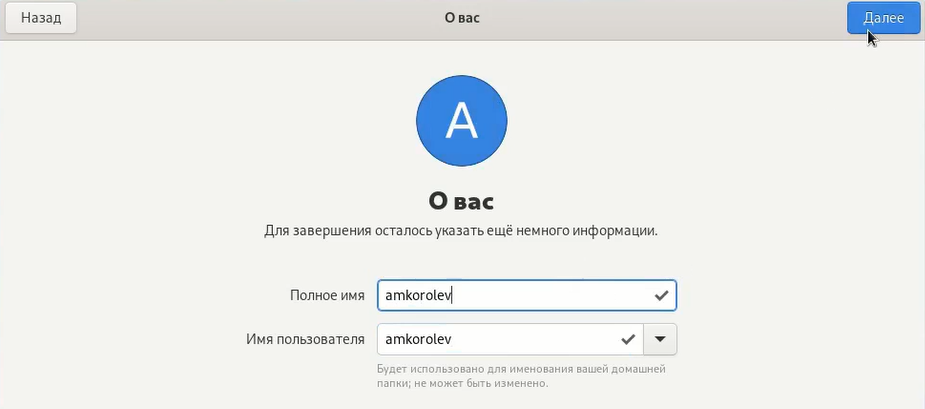 Назад
О вас
Далее
A
О вас
Для завершения осталось указать ещё немного информации.
Полное имя amkorolev
Имя пользователя amkorolev
Будет использовано для именования вашей домашней
папки; не может быть изменено.